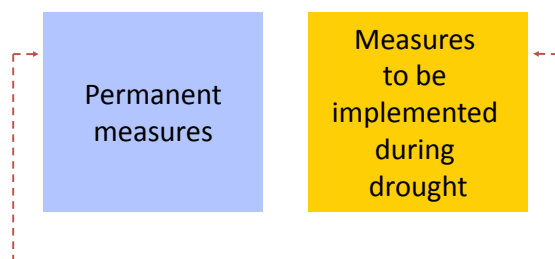 Permanent
measures
Measures
to be
implemented
during
drought